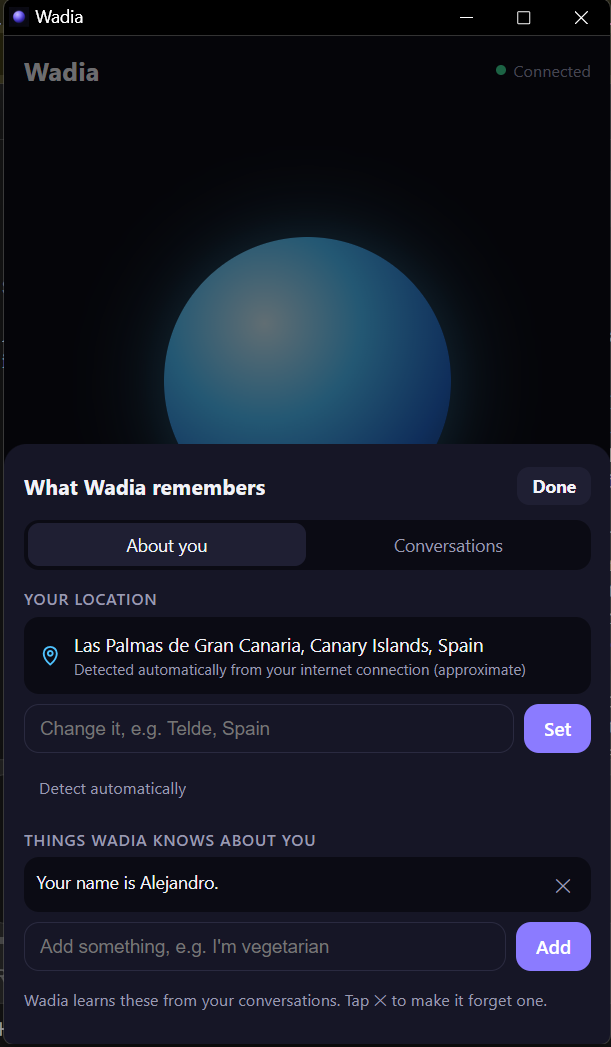 Wadia
Wadia
Connected
What Wadia remembers
Done
About you
Conversations
YOUR LOCATION
Las Palmas de Gran Canaria, Canary Islands, Spain
Detected automatically from your internet connection (approximate)
Change it, e.g. Telde, Spain
Set
Detect automatically
THINGS WADIA KNOWS ABOUT YOU
Your name is Alejandro.
Add something, e.g. I'm vegetarian
Add
Wadia learns these from your conversations. Tap ✕ to make it forget one.